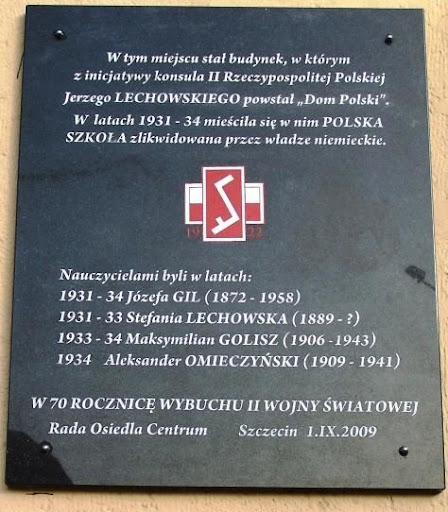 W tym miejscu stał budynek, w którym
z inicjatywy konsula II Rzeczypospolitej Polskiej
Jerzego LECHOWSKIEGO powstał „Dom Polski".
W latach 1931 - 34 mieściła się w nim POLSKA
SZKOŁA zlikwidowana przez władze niemieckie.
19 22
Nauczycielami byli w latach:
1931 - 34 Józefa GIL (1872 - 1958)
1931 - 33 Stefania LECHOWSKA (1889 - ?)
1933 - 34 Maksymilian GOLISZ (1906 -1943)
1934 Aleksander OMIECZYŃSKI (1909 - 1941)
W 70 ROCZNICĘ WYBUCHU II WOJNY ŚWIATOWEJ
Rada Osiedla Centrum Szczecin 1.IX.2009